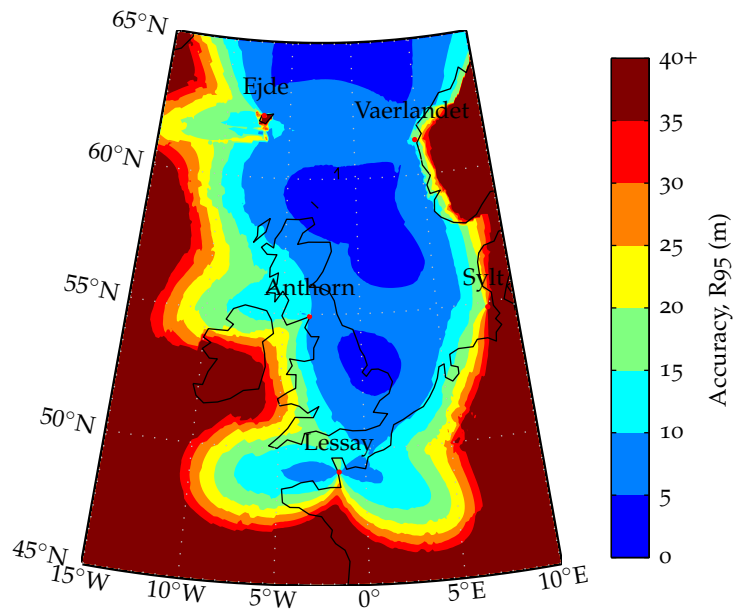 65°N
60°N
55°N
50°N
45°N
15°W
10°W
5°W
0°
5°E
10°E
Ejde
Vaerlandet
Sylt
Anthorn
Lessay
40+
35
30
25
20
15
10
5
0
Accuracy, R95 (m)